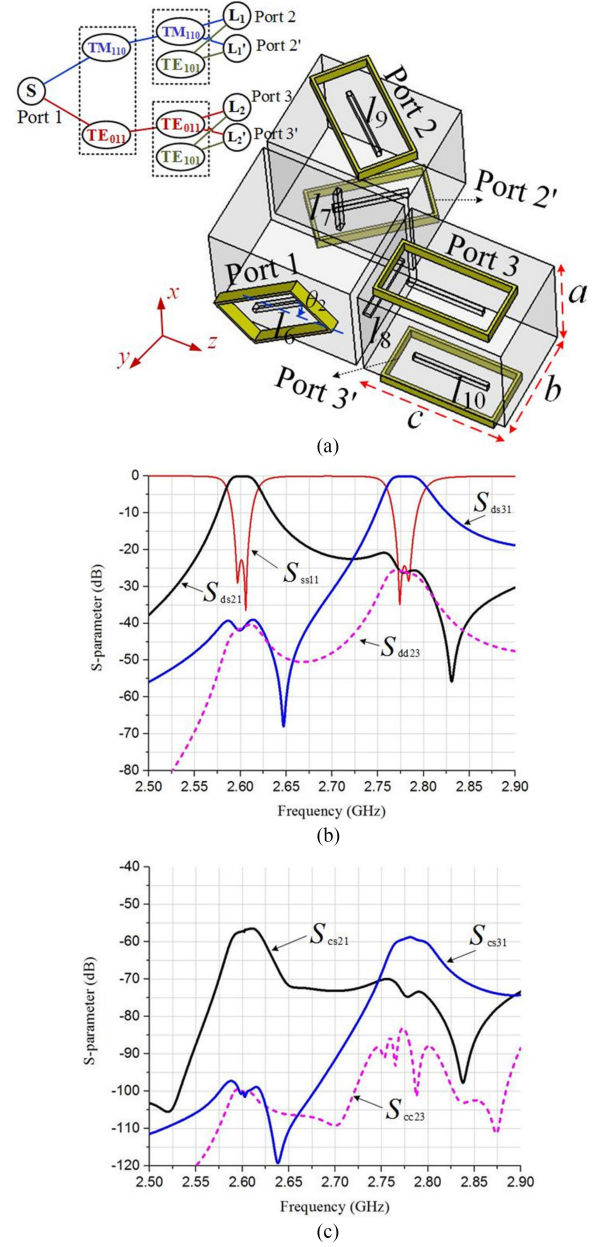 S
Port 1
TM110
TE011
TM110
TE101
TE011
TE101
L1
L1'
L2
L2'
Port 2
Port 2'
Port 3
Port 3'
Port 2
l9
l7
Port 2'
Port 1
θ2
l6
Port 3
l8
l10
Port 3'
x
y
z
a
b
c
(a)
S-parameter (dB)
0
-10
-20
-30
-40
-50
-60
-70
-80
Sds21
Sss11
Sds31
Sdd23
2.50 2.55 2.60 2.65 2.70 2.75 2.80 2.85 2.90
Frequency (GHz)
(b)
S-parameter (dB)
-40
-50
-60
-70
-80
-90
-100
-110
-120
Scs21
Scs31
Scc23
2.50 2.55 2.60 2.65 2.70 2.75 2.80 2.85 2.90
Frequency (GHz)
(c)